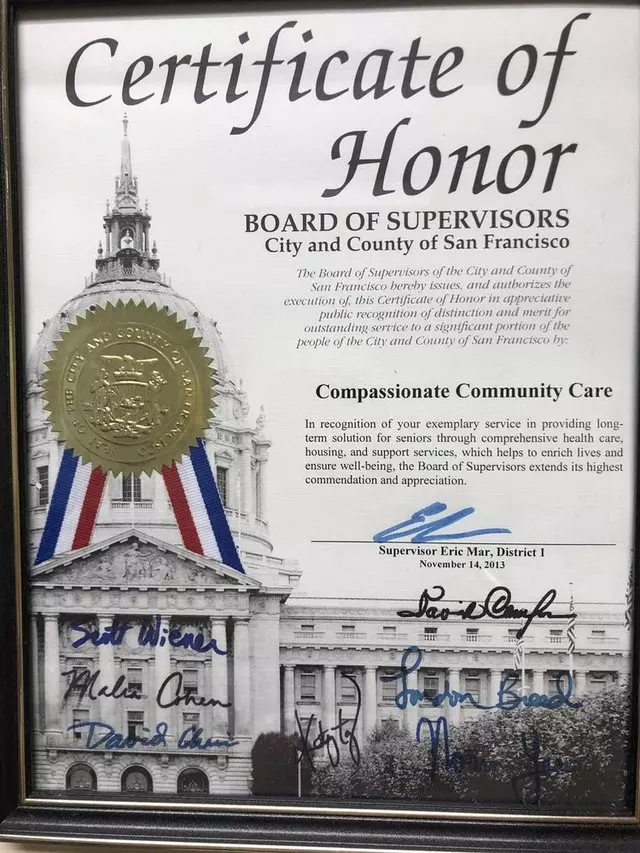 Certificate of
Honor
BOARD OF SUPERVISORS
City and County of San Francisco
The Board of Supervisors of the City and County of
San Francisco hereby issues, and authorizes the
execution of, this Certificate of Honor in appreciative
public recognition of distinction and merit for
outstanding service to a significant portion of the
people of the City and County of San Francisco by:
Compassionate Community Care
In recognition of your exemplary service in providing long-
term solution for seniors through comprehensive health care,
housing, and support services, which helps to enrich lives and
ensure well-being, the Board of Supervisors extends its highest
commendation and appreciation.
Supervisor Eric Mar, District 1
November 14, 2013
David
Scott Wiener
Malia Cohen
London Breed
David Chiu